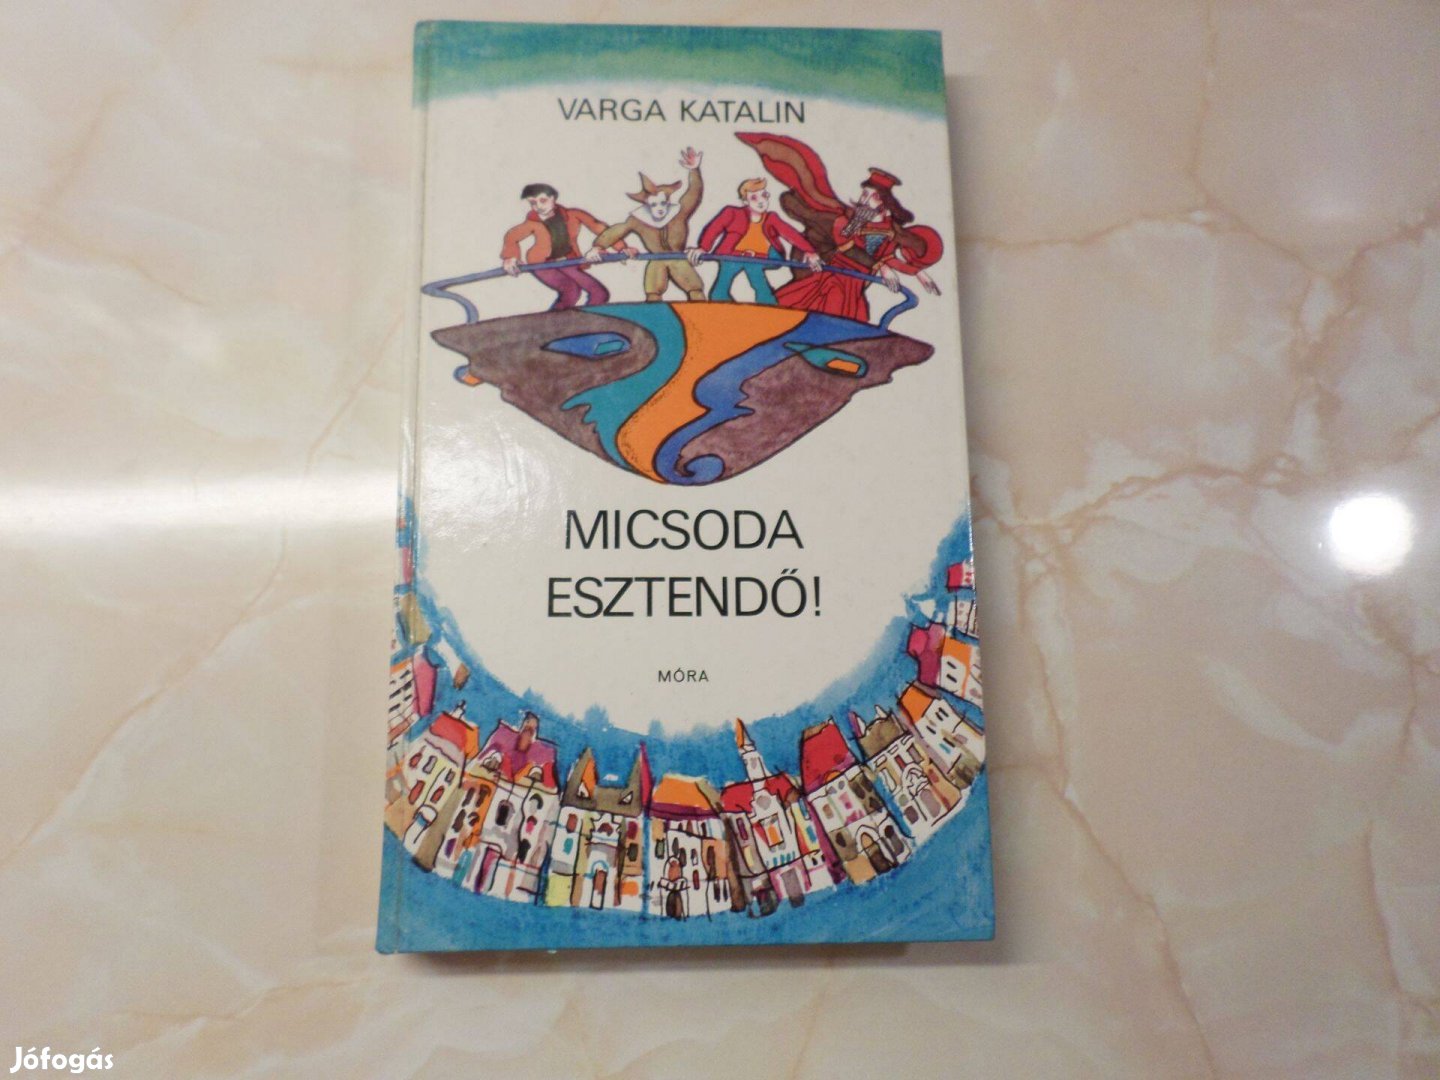 VARGA KATALIN
MICSODA
ESZTENDŐ!
MÓRA
Jófogás